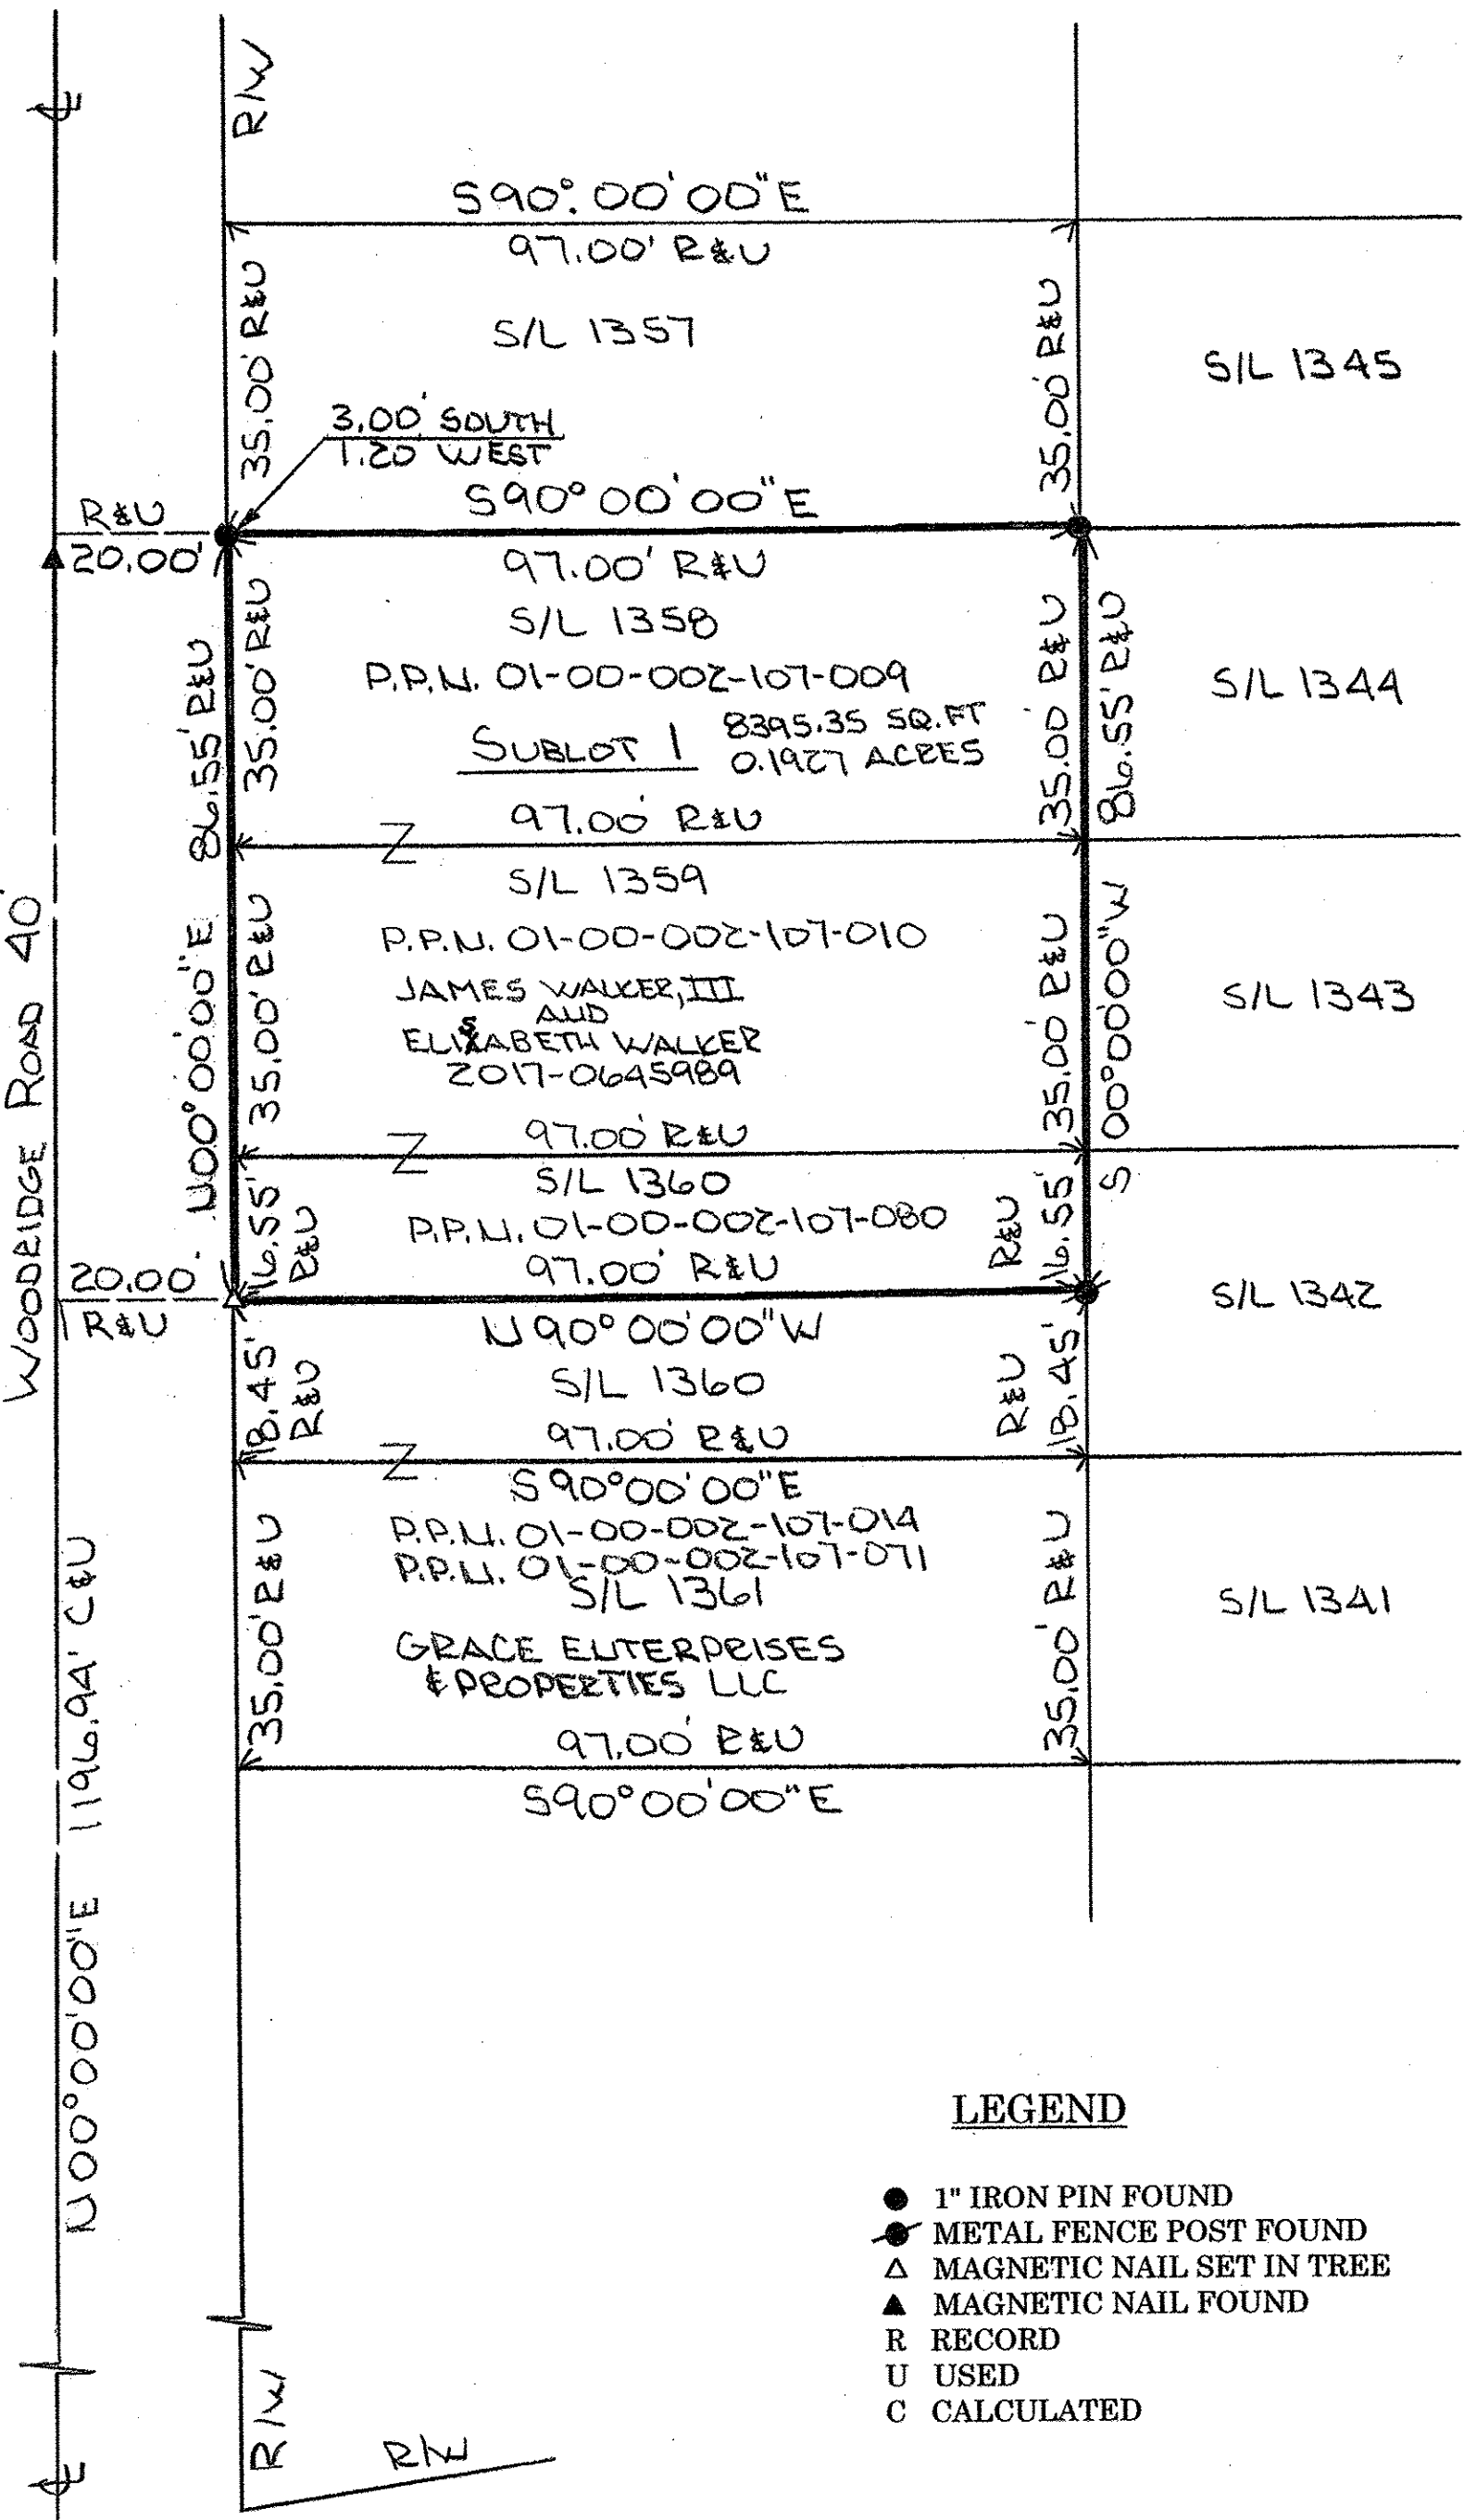 R/W
S90°00'00"E
97.00' R&U
35.00' R&U
S/L 1357
35.00' R&U
S/L 1345
3.00' SOUTH
1.20 WEST
S90°00'00"E
R&U
20.00'
97.00' R&U
S/L 1358
P.P.N. 01-00-002-107-009
SUBLOT 1
8395.35 SQ.FT
0.1927 ACRES
35.00' R&U
86.55' R&U
35.00 R&U
86.55' R&U
S/L 1344
97.00' R&U
S/L 1359
P.P.N. 01-00-002-107-010
JAMES WALKER, III
AND
ELISABETH WALKER
2017-0645989
N00°00'00"E
35.00' R&U
35.00' R&U
S 00°00'00"W
S/L 1343
WOODRIDGE ROAD 40'
97.00' R&U
S/L 1360
P.P.N. 01-00-002-107-080
97.00' R&U
16.55'
R&U
R&U
16.55'
20.00'
R&U
N90°00'00"W
S/L 1342
S/L 1360
18.45'
R&U
R&U
18.45'
97.00' R&U
S90°00'00"E
P.P.N. 01-00-002-107-014
P.P.N. 01-00-002-107-071
S/L 1361
GRACE ENTERPRISES
& PROPERTIES LLC
35.00' R&U
35.00' R&U
S/L 1341
97.00' R&U
S90°00'00"E
N00°00'00"E 1196.94' C&U
LEGEND
1" IRON PIN FOUND
METAL FENCE POST FOUND
MAGNETIC NAIL SET IN TREE
MAGNETIC NAIL FOUND
R RECORD
U USED
C CALCULATED
R/W
R/W